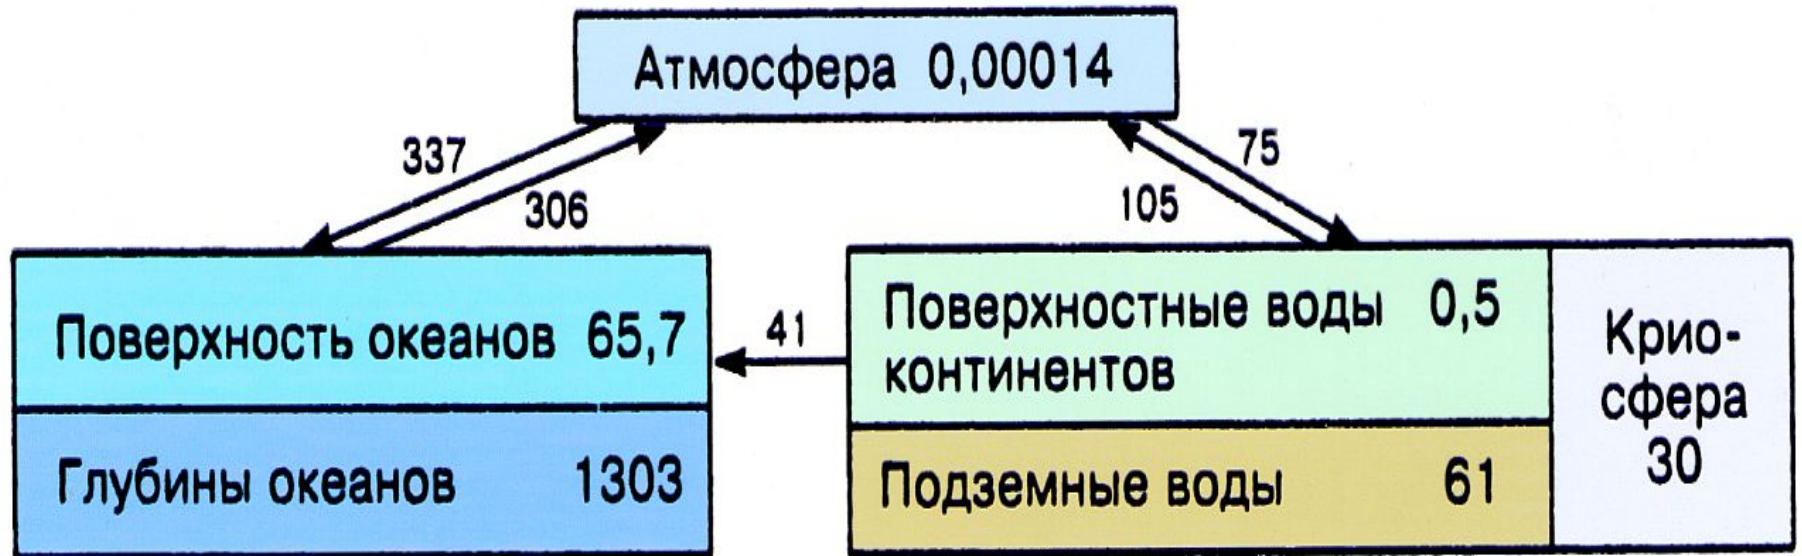 Атмосфера 0,00014
337
306
75
105
Поверхность океанов 65,7
Глубины океанов 1303
41
Поверхностные воды 0,5
континентов
Подземные воды 61
Крио-
сфера
30